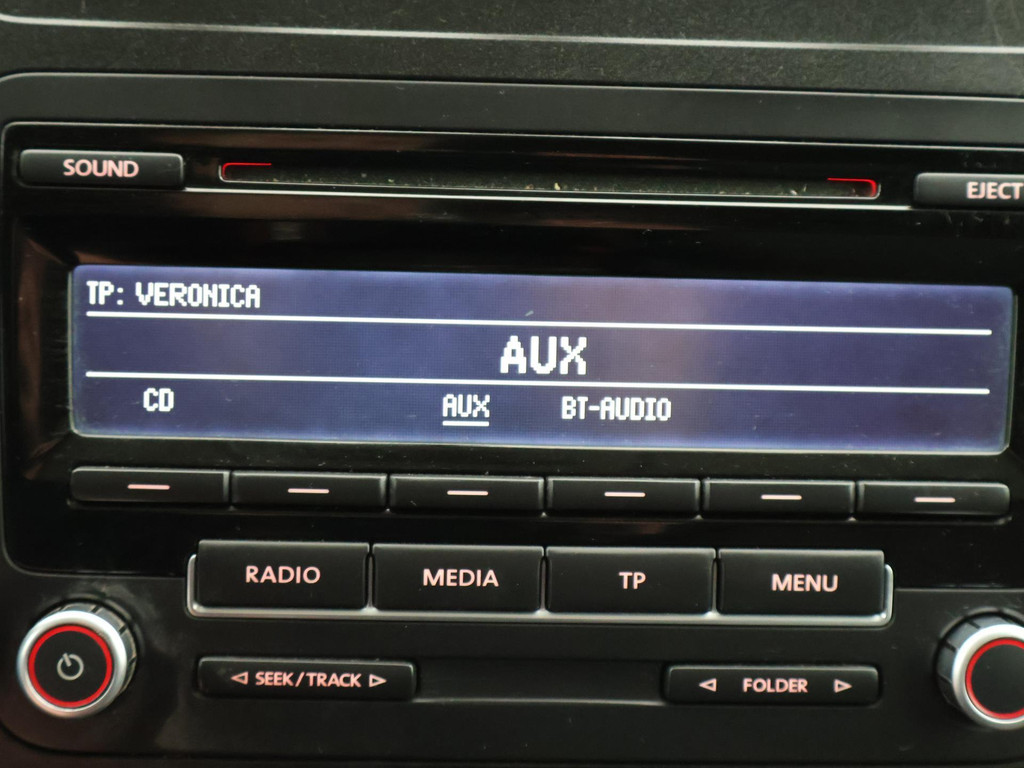 SOUND
EJECT
TP: VERONICA
AUX
CD AUX BT-AUDIO
RADIO MEDIA TP MENU
SEEK/TRACK FOLDER